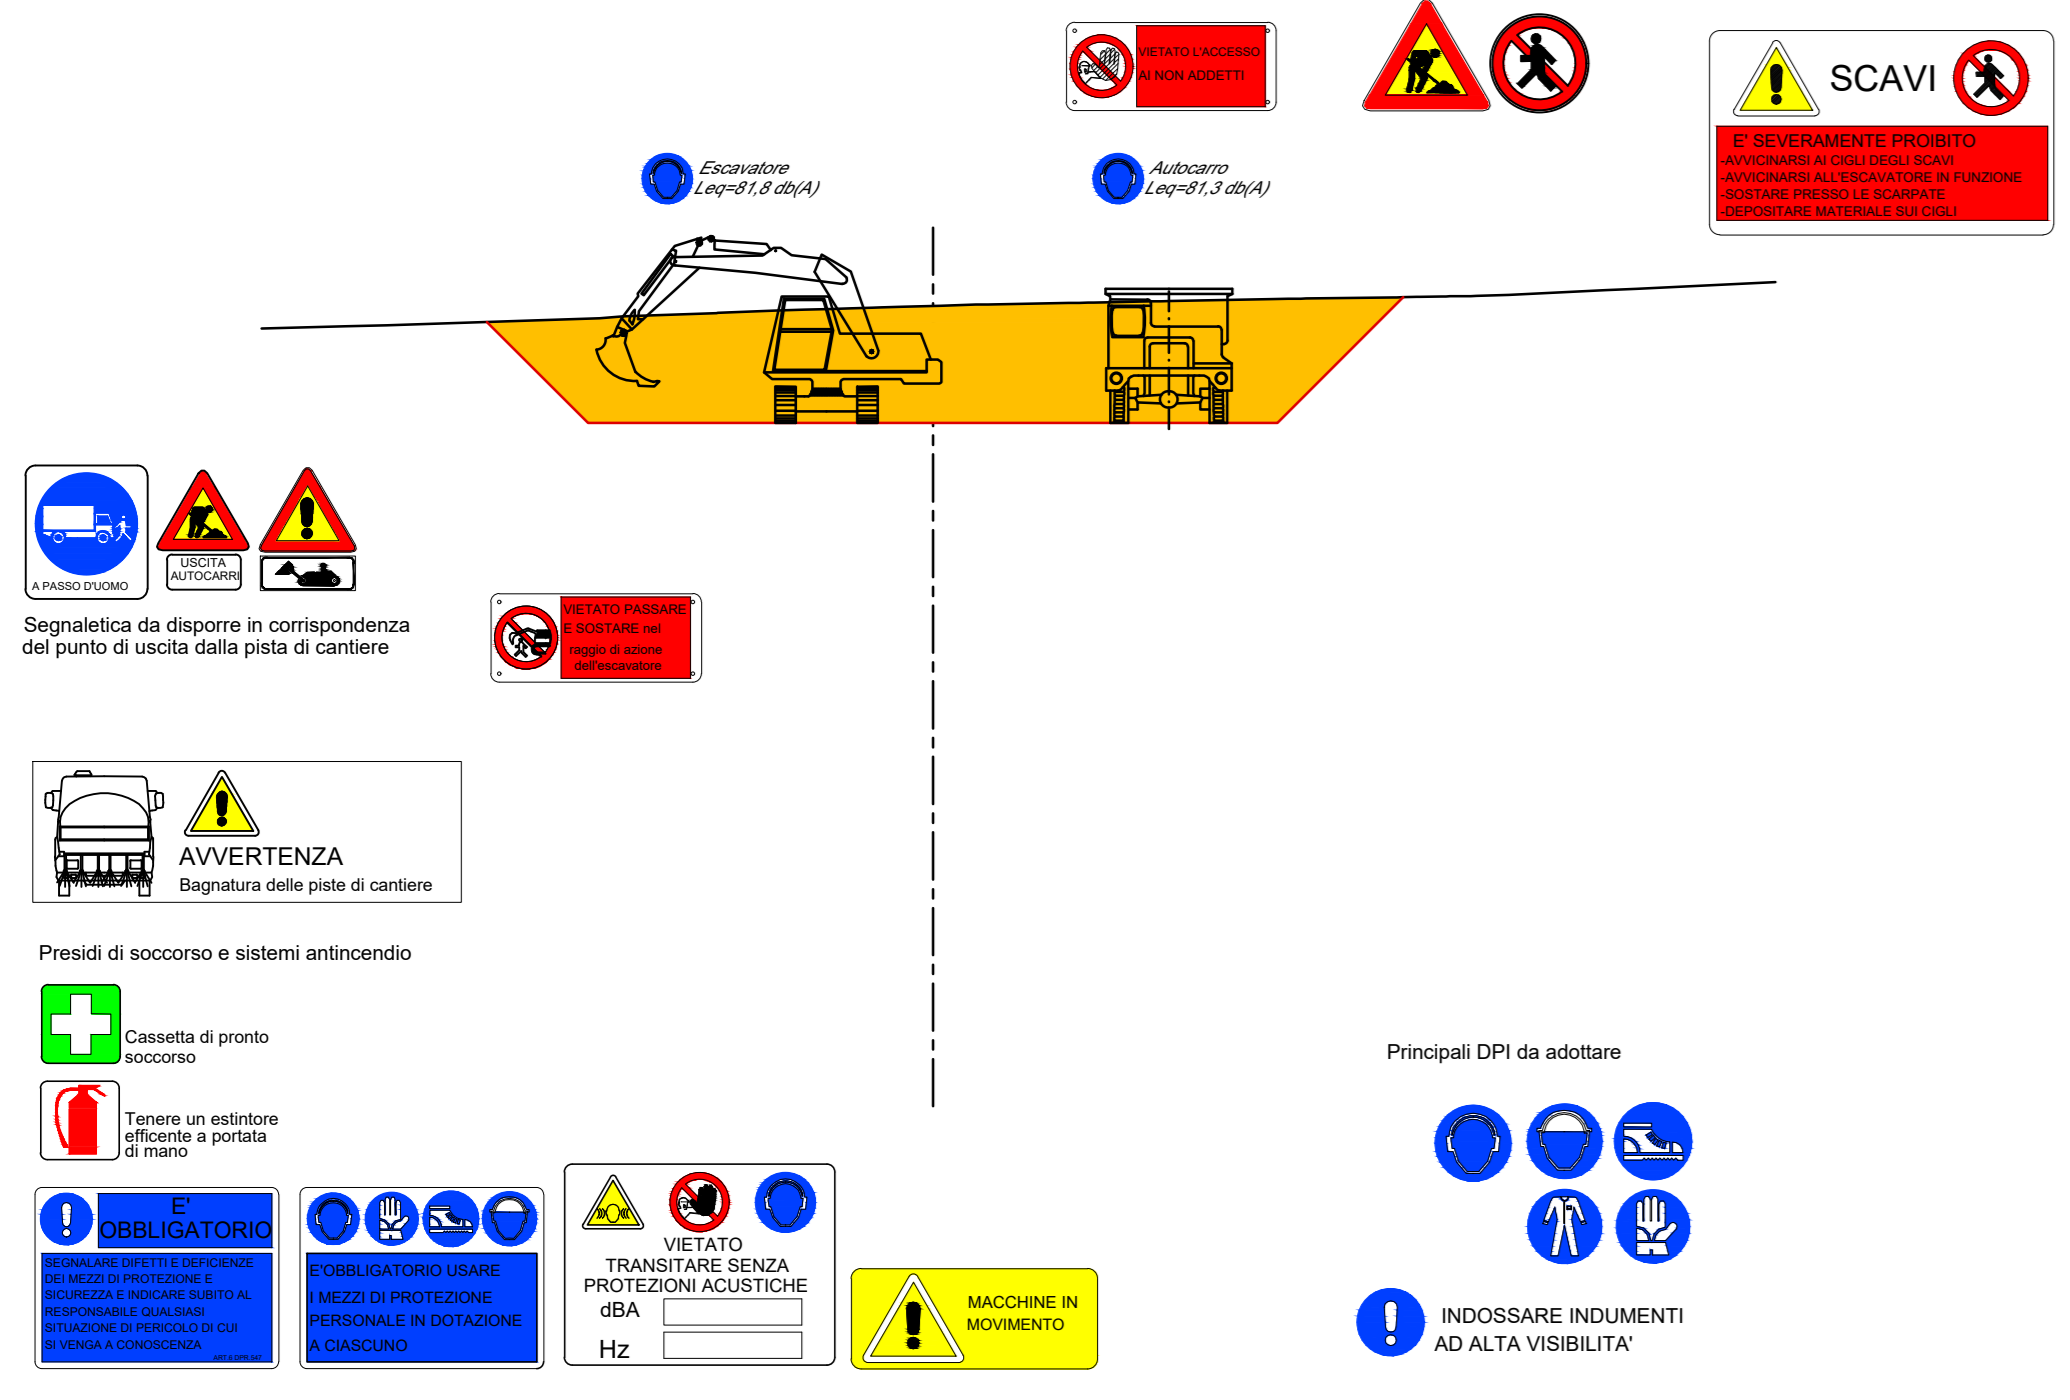 VIETATO L'ACCESSO
AI NON ADDETTI
SCAVI
E' SEVERAMENTE PROIBITO
-AVVICINARSI AI CIGLI DEGLI SCAVI
-AVVICINARSI ALL'ESCAVATORE IN FUNZIONE
-SOSTARE PRESSO LE SCARPATE
-DEPOSITARE MATERIALE SUI CIGLI
Escavatore
Leq=81,8 db(A)
Autocarro
Leq=81,3 db(A)
A PASSO D'UOMO
USCITA
AUTOCARRI
Segnaletica da disporre in corrispondenza
del punto di uscita dalla pista di cantiere
VIETATO PASSARE
E SOSTARE nel
raggio di azione
dell'escavatore
AVVERTENZA
Bagnatura delle piste di cantiere
Presidi di soccorso e sistemi antincendio
Cassetta di pronto
soccorso
Tenere un estintore
efficente a portata
di mano
E'
OBBLIGATORIO
SEGNALARE DIFETTI E DEFICIENZE
DEI MEZZI DI PROTEZIONE E
SICUREZZA E INDICARE SUBITO AL
RESPONSABILE QUALSIASI
SITUAZIONE DI PERICOLO DI CUI
SI VENGA A CONOSCENZA
ART.6 DPR.547
E'OBBLIGATORIO USARE
I MEZZI DI PROTEZIONE
PERSONALE IN DOTAZIONE
A CIASCUNO
VIETATO
TRANSITARE SENZA
PROTEZIONI ACUSTICHE
dBA
Hz
MACCHINE IN
MOVIMENTO
Principali DPI da adottare
INDOSSARE INDUMENTI
AD ALTA VISIBILITA'